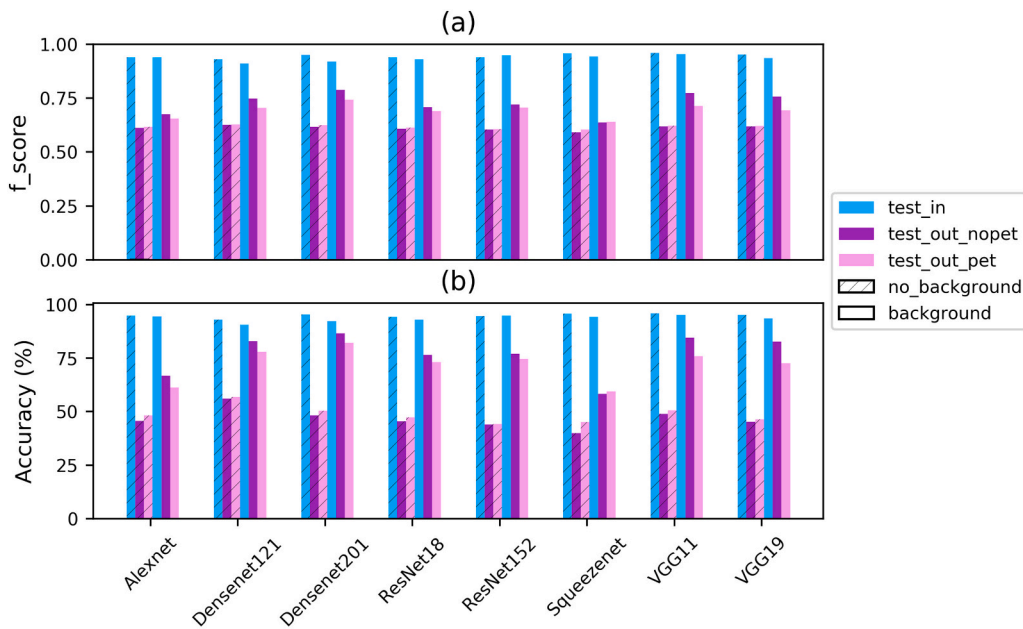 (a)
1.00
0.75
0.50
0.25
0.00
f_score
test_in
test_out_nopet
test_out_pet
no_background
background
(b)
100
75
50
25
0
Accuracy (%)
Alexnet
Densenet121
Densenet201
ResNet18
ResNet152
Squeezenet
VGG11
VGG19